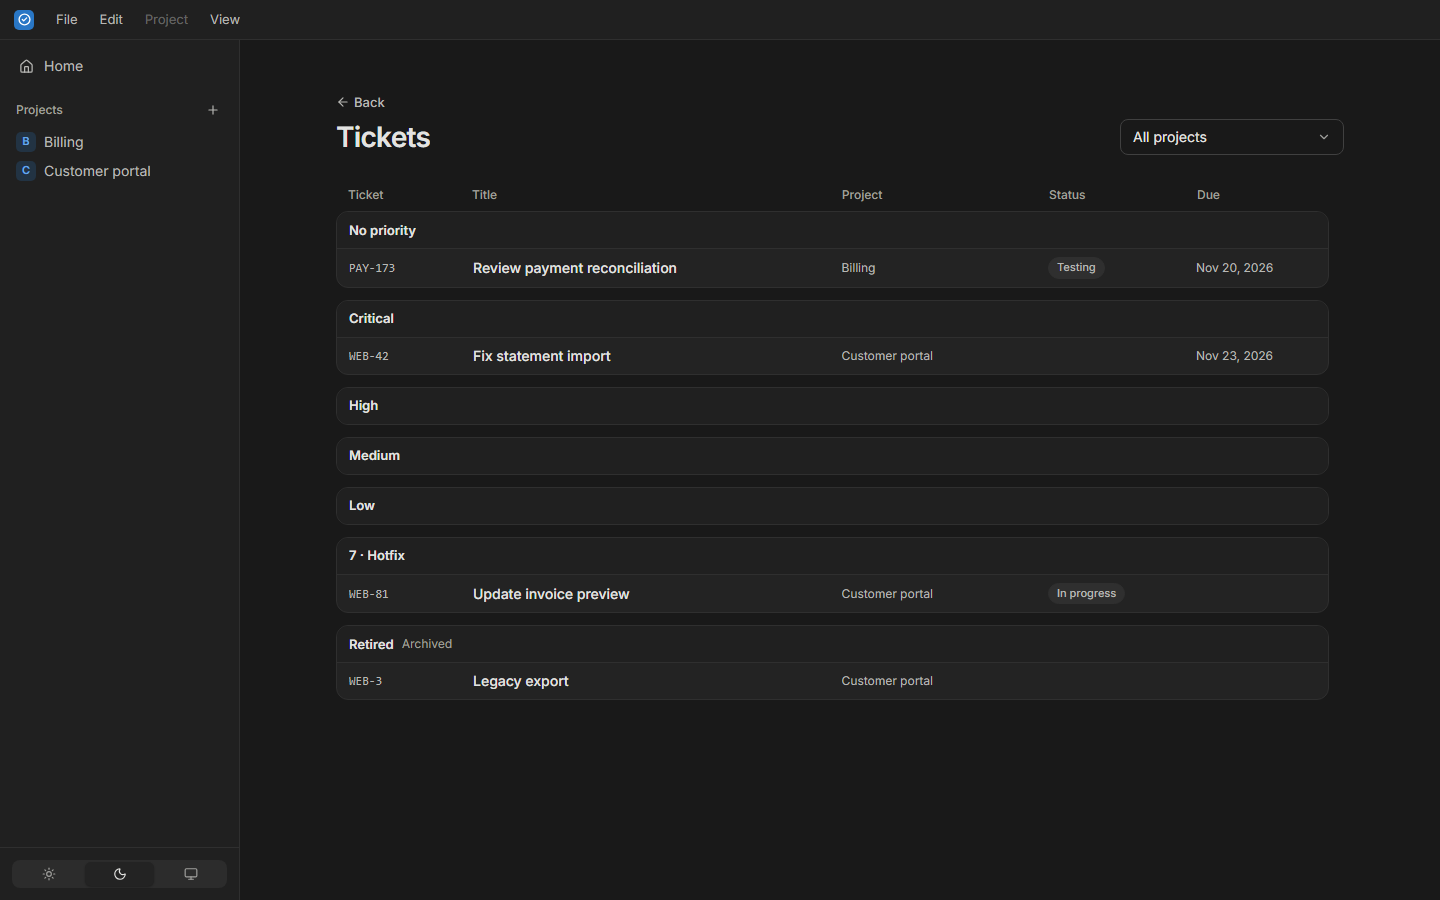 File Edit Project View
Home
Projects
B Billing
C Customer portal
Back
Tickets
All projects
Ticket Title Project Status Due
No priority
PAY-173 Review payment reconciliation Billing Testing Nov 20, 2026
Critical
WEB-42 Fix statement import Customer portal Nov 23, 2026
High
Medium
Low
7 · Hotfix
WEB-81 Update invoice preview Customer portal In progress
Retired Archived
WEB-3 Legacy export Customer portal